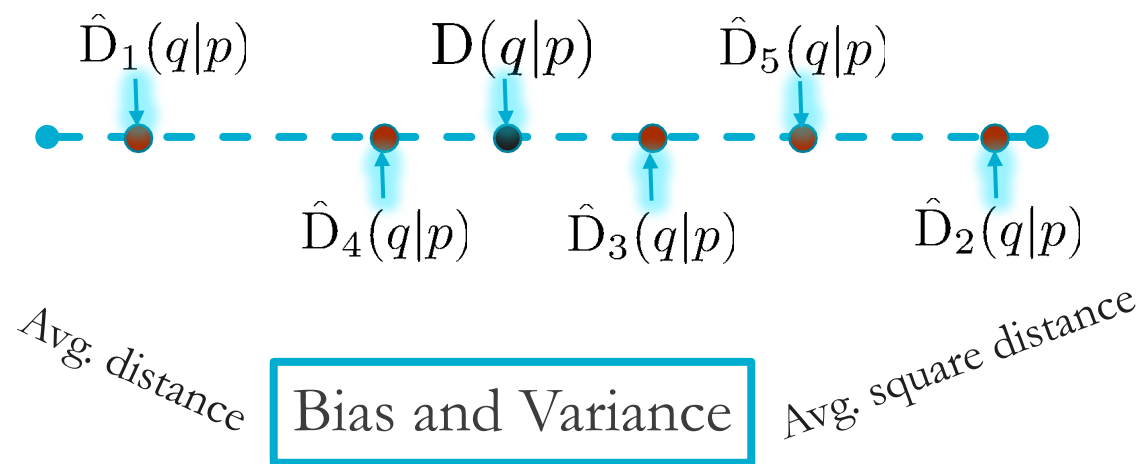 D̂₁(q|p) D(q|p) D̂₅(q|p)
D̂₄(q|p) D̂₃(q|p) D̂₂(q|p)
Avg. distance
Bias and Variance
Avg. square distance